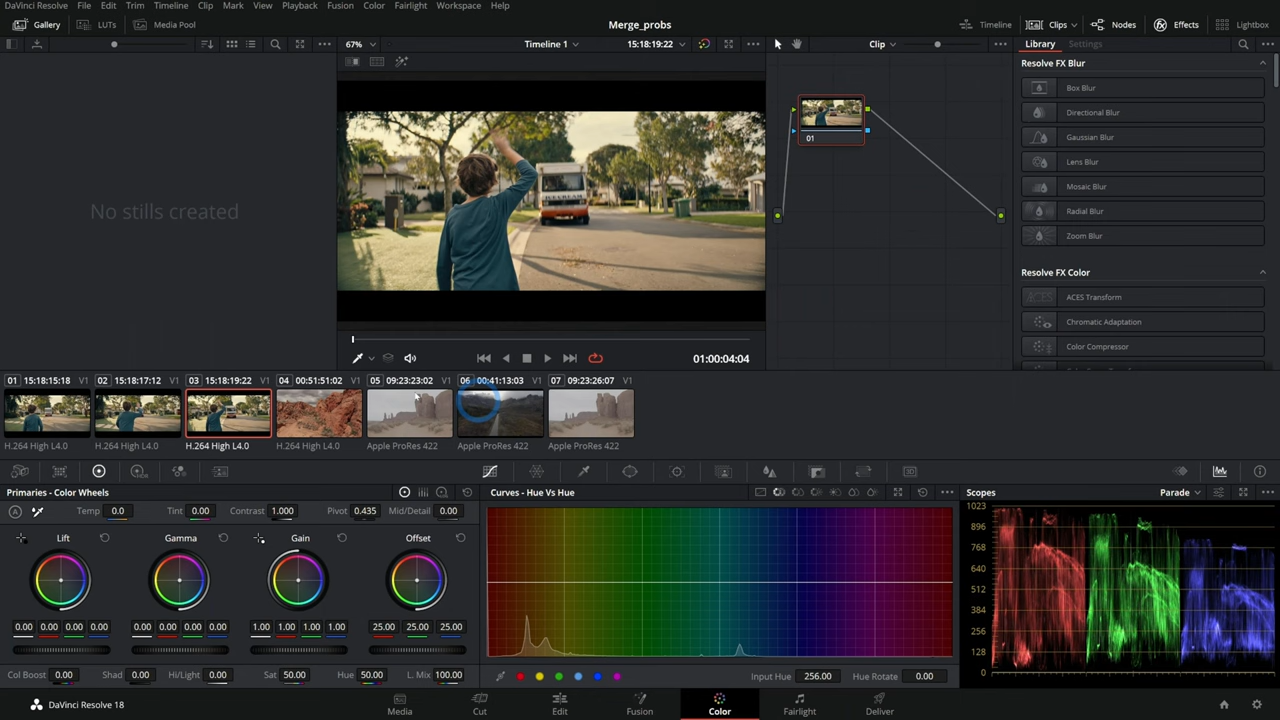 DaVinci Resolve File Edit Trim Timeline Clip Mark View Playback Fusion Color Fairlight Workspace Help
Gallery LUTs Media Pool Merge_probs Timeline Clips Nodes Effects Lightbox
67% Timeline 1 15:18:19:22 Clip Library Settings
Resolve FX Blur
Box Blur
Directional Blur
Gaussian Blur
Lens Blur
Mosaic Blur
Radial Blur
Zoom Blur
Resolve FX Color
ACES Transform
Chromatic Adaptation
Color Compressor
No stills created
ICE CREAM
01
01:00:04:04
01 15:18:15:18 V1 02 15:18:17:12 V1 03 15:18:19:22 V1 04 00:51:51:02 V1 05 09:23:23:02 V1 06 00:41:13:03 V1 07 09:23:26:07 V1
H.264 High L4.0 H.264 High L4.0 H.264 High L4.0 H.264 High L4.0 Apple ProRes 422 Apple ProRes 422 Apple ProRes 422
Primaries - Color Wheels Curves - Hue Vs Hue Scopes Parade
Temp 0.0 Tint 0.00 Contrast 1.000 Pivot 0.435 Mid/Detail 0.00
Lift Gamma Gain Offset
0.00 0.00 0.00 0.00 0.00 0.00 0.00 0.00 1.00 1.00 1.00 1.00 25.00 25.00 25.00
Col Boost 0.00 Shad 0.00 Hi/Light 0.00 Sat 50.00 Hue 50.00 L. Mix 100.00
Input Hue 256.00 Hue Rotate 0.00
1023
896
768
640
512
384
256
128
0
DaVinci Resolve 18 Media Cut Edit Fusion Color Fairlight Deliver